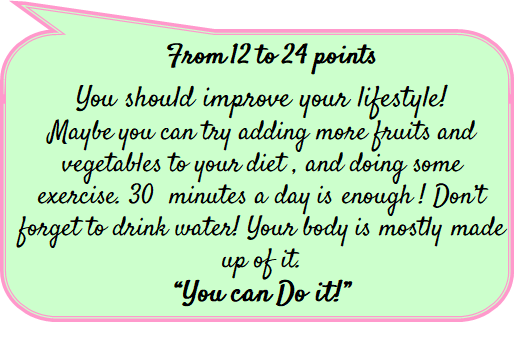 From 12 to 24 points
You should improve your lifestyle!
Maybe you can try adding more fruits and
vegetables to your diet , and doing some
exercise. 30 minutes a day is enough ! Don't
forget to drink water! Your body is mostly made
up of it.
“You can Do it!”